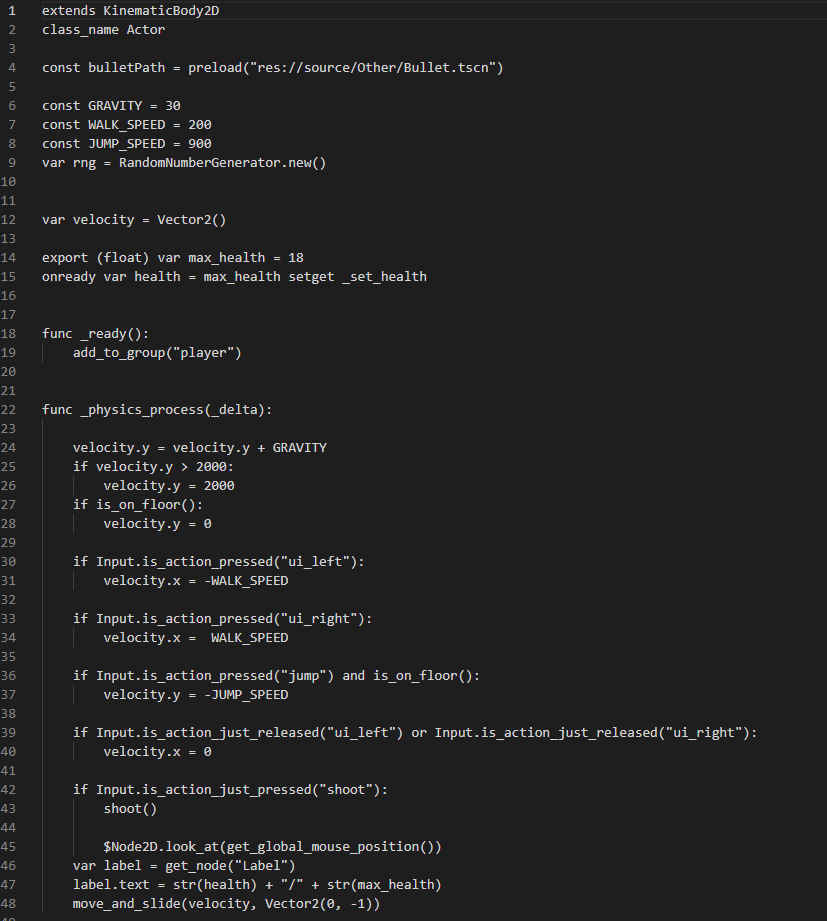 1 extends KinematicBody2D
2 class_name Actor
3
4 const bulletPath = preload("res://source/Other/Bullet.tscn")
5
6 const GRAVITY = 30
7 const WALK_SPEED = 200
8 const JUMP_SPEED = 900
9 var rng = RandomNumberGenerator.new()
10
11
12 var velocity = Vector2()
13
14 export (float) var max_health = 18
15 onready var health = max_health setget _set_health
16
17
18 func _ready():
19     add_to_group("player")
20
21
22 func _physics_process(_delta):
23
24     velocity.y = velocity.y + GRAVITY
25     if velocity.y > 2000:
26         velocity.y = 2000
27     if is_on_floor():
28         velocity.y = 0
29
30     if Input.is_action_pressed("ui_left"):
31         velocity.x = -WALK_SPEED
32
33     if Input.is_action_pressed("ui_right"):
34         velocity.x =  WALK_SPEED
35
36     if Input.is_action_pressed("jump") and is_on_floor():
37         velocity.y = -JUMP_SPEED
38
39     if Input.is_action_just_released("ui_left") or Input.is_action_just_released("ui_right"):
40         velocity.x = 0
41
42     if Input.is_action_just_pressed("shoot"):
43         shoot()
44
45         $Node2D.look_at(get_global_mouse_position())
46     var label = get_node("Label")
47     label.text = str(health) + "/" + str(max_health)
48     move_and_slide(velocity, Vector2(0, -1))